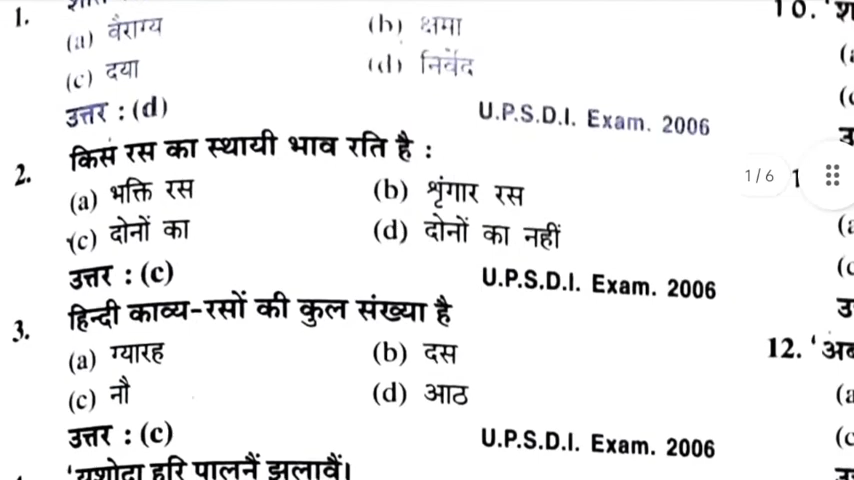 1.
(a) वैराग्य (b) क्षमा
(c) दया (d) निर्वेद
उत्तर : (d) U.P.S.D.I. Exam. 2006
2. किस रस का स्थायी भाव रति है :
(a) भक्ति रस (b) शृंगार रस
(c) दोनों का (d) दोनों का नहीं
उत्तर : (c) U.P.S.D.I. Exam. 2006
3. हिन्दी काव्य-रसों की कुल संख्या है
(a) ग्यारह (b) दस
(c) नौ (d) आठ
उत्तर : (c) U.P.S.D.I. Exam. 2006
'यशोदा हरि पालनैं झुलावैं।
10.
1/6
1
12.